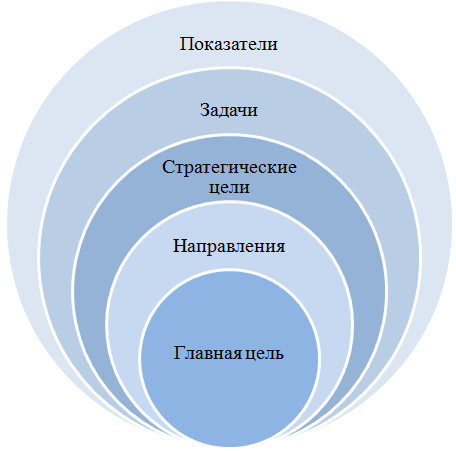 Показатели
Задачи
Стратегические
цели
Направления
Главная цель